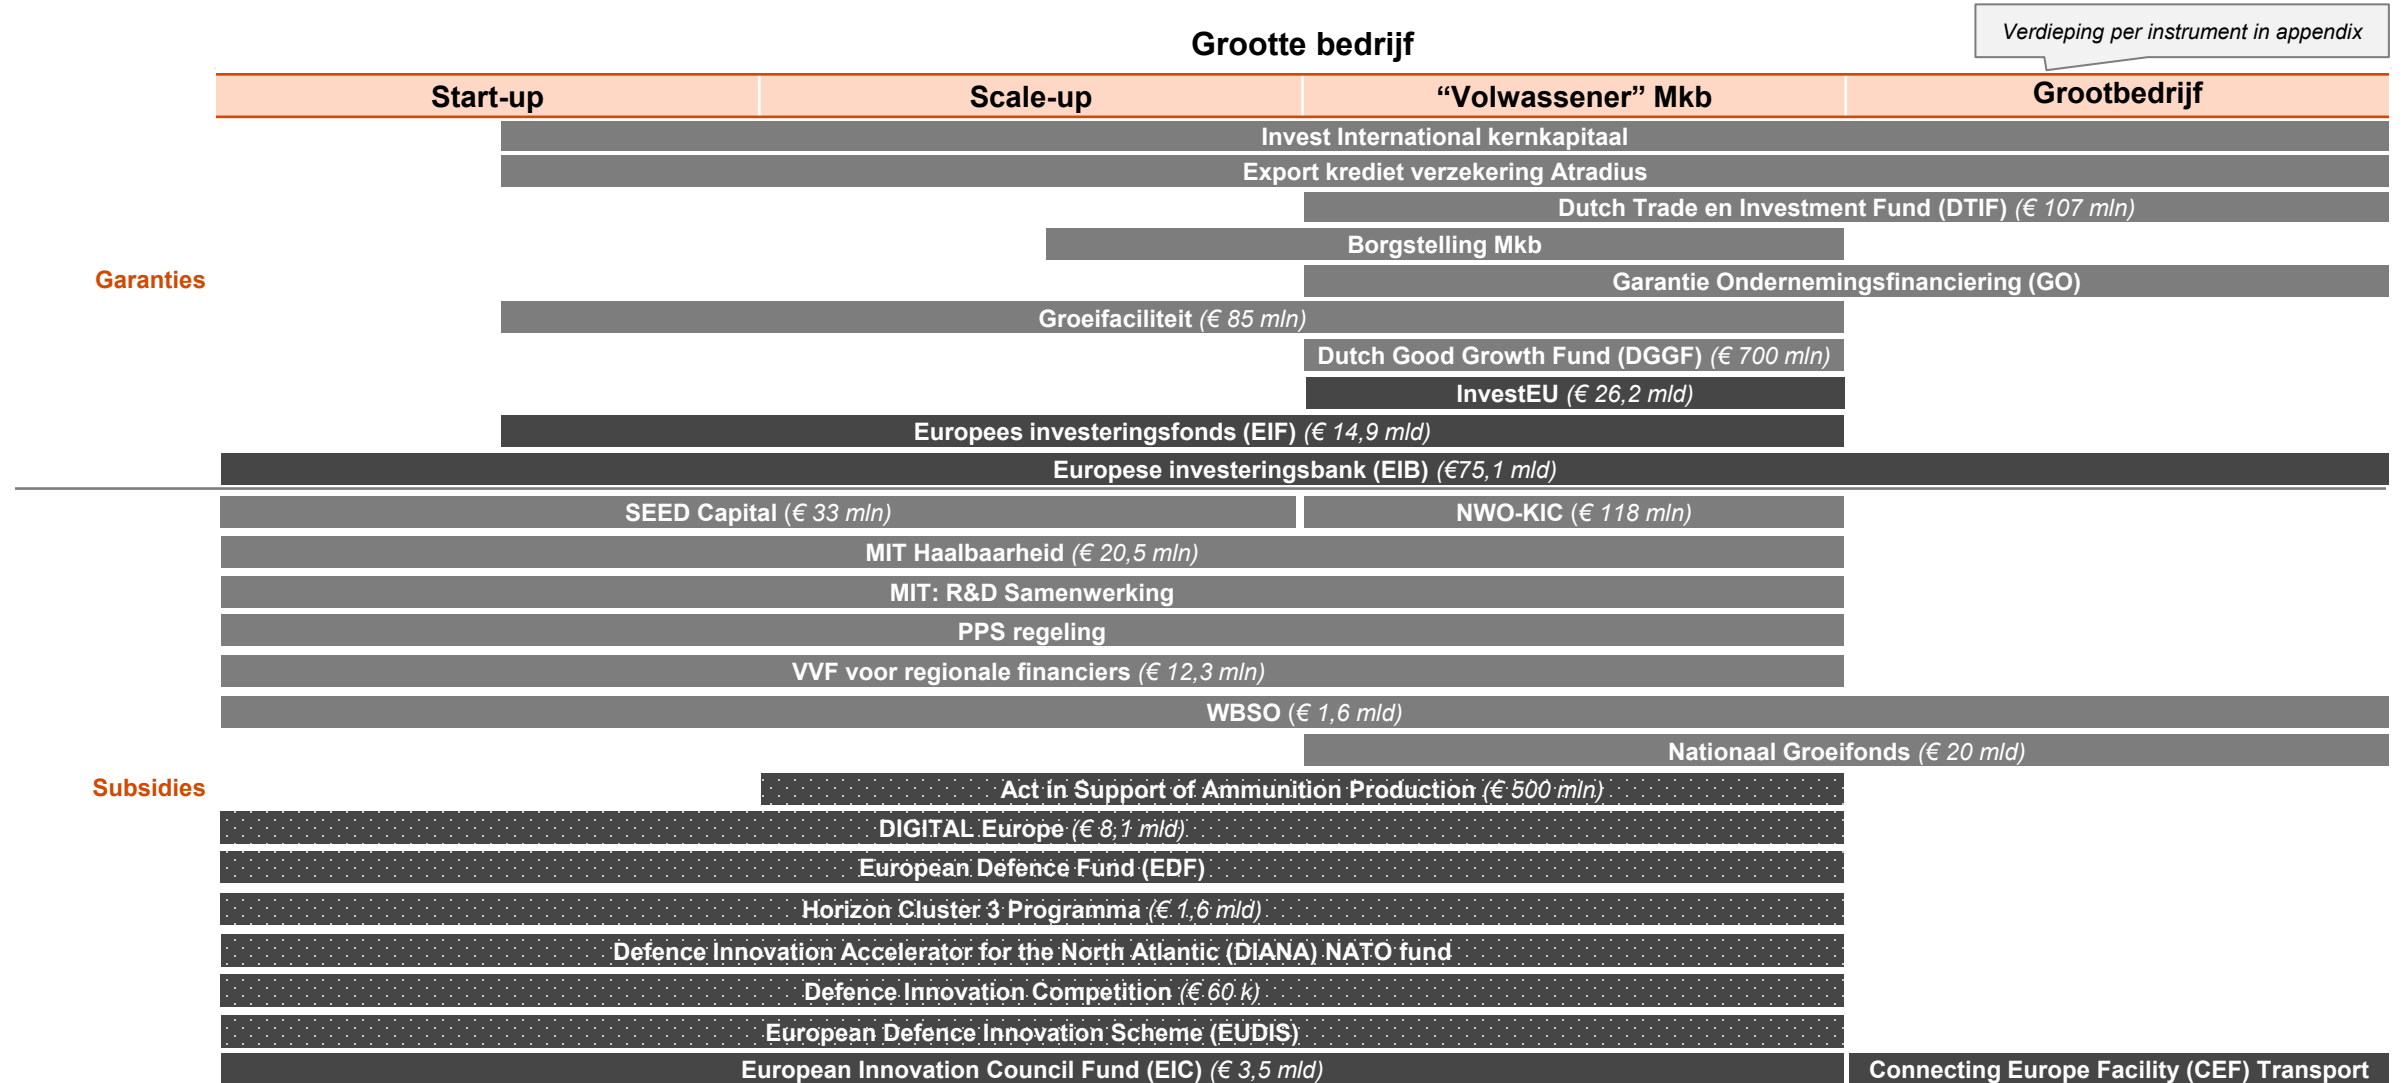 Verdieping per instrument in appendix
Grootte bedrijf
Start-up
Scale-up
“Volwassener” Mkb
Grootbedrijf
Invest International kernkapitaal
Export krediet verzekering Atradius
Dutch Trade en Investment Fund (DTIF) (€ 107 mln)
Borgstelling Mkb
Garanties
Garantie Ondernemingsfinanciering (GO)
Groeifaciliteit (€ 85 mln)
Dutch Good Growth Fund (DGGF) (€ 700 mln)
InvestEU (€ 26,2 mld)
Europees investeringsfonds (EIF) (€ 14,9 mld)
Europese investeringsbank (EIB) (€75,1 mld)
SEED Capital (€ 33 mln)
NWO-KIC (€ 118 mln)
MIT Haalbaarheid (€ 20,5 mln)
MIT: R&D Samenwerking
PPS regeling
VVF voor regionale financiers (€ 12,3 mln)
WBSO (€ 1,6 mld)
Nationaal Groeifonds (€ 20 mld)
Subsidies
Act in Support of Ammunition Production (€ 500 mln)
DIGITAL Europe (€ 8,1 mld)
European Defence Fund (EDF)
Horizon Cluster 3 Programma (€ 1,6 mld)
Defence Innovation Accelerator for the North Atlantic (DIANA) NATO fund
Defence Innovation Competition (€ 60 k)
European Defence Innovation Scheme (EUDIS)
European Innovation Council Fund (EIC) (€ 3,5 mld)
Connecting Europe Facility (CEF) Transport